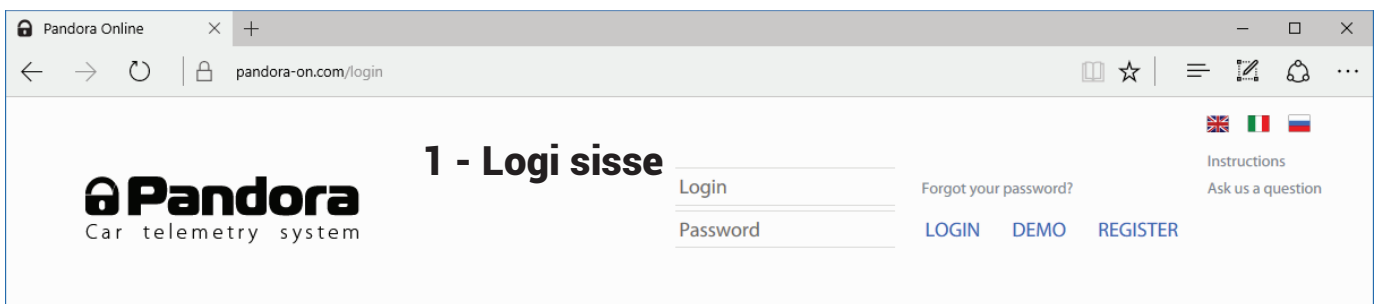 Pandora Online
pandora-on.com/login
1 - Logi sisse
Pandora
Car telemetry system
Login
Password
Forgot your password?
LOGIN DEMO REGISTER
Instructions
Ask us a question